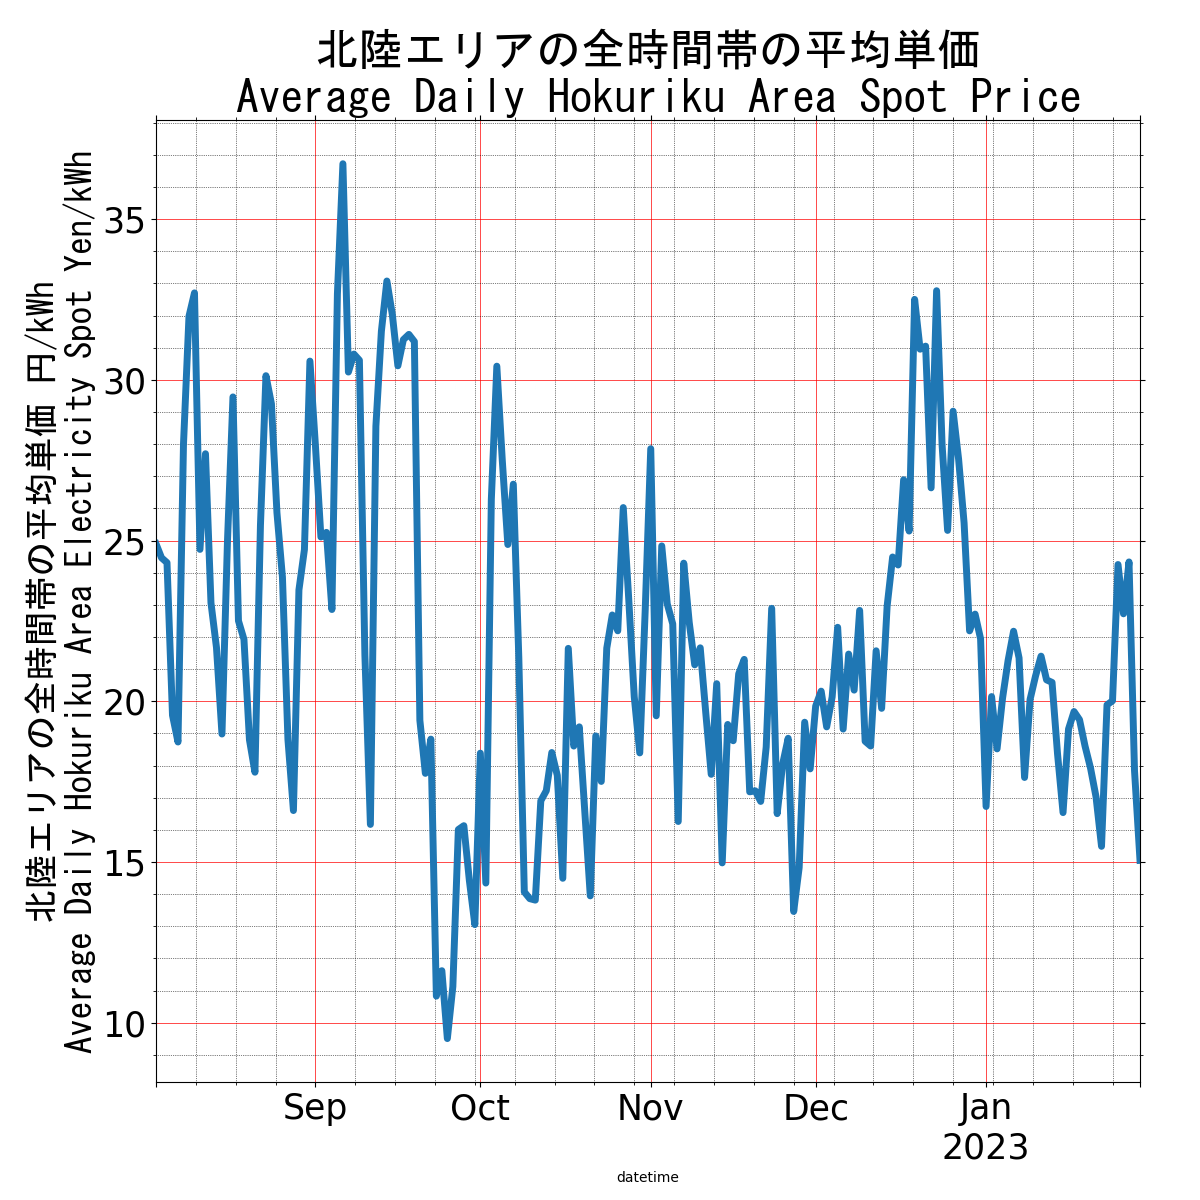 北陸エリアの全時間帯の平均単価
Average Daily Hokuriku Area Spot Price
北陸エリアの全時間帯の平均単価 円/kWh
Average Daily Hokuriku Area Electricity Spot Yen/kWh
35
30
25
20
15
10
Sep
Oct
Nov
Dec
Jan
2023
datetime